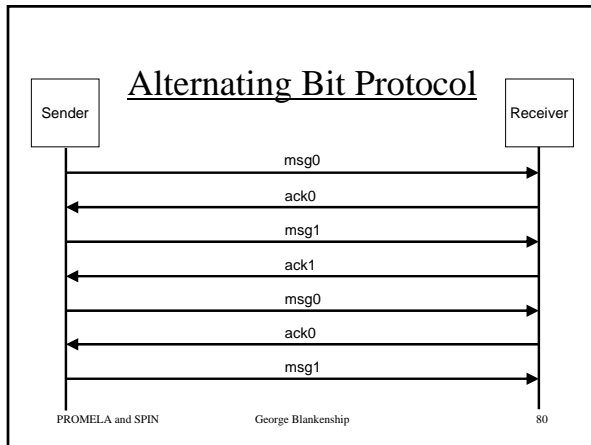 Alternating Bit Protocol
Sender
Receiver
msg0
ack0
msg1
ack1
msg0
ack0
msg1
PROMELA and SPIN George Blankenship 80